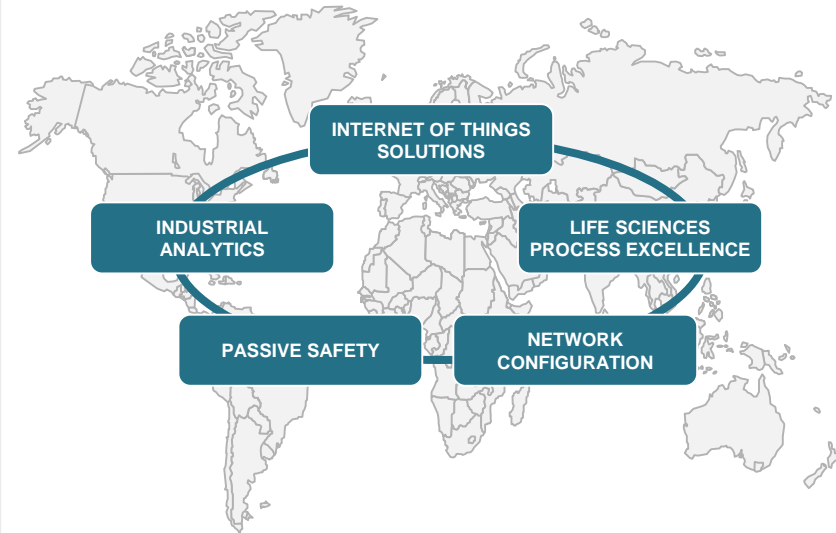 INTERNET OF THINGS
SOLUTIONS
INDUSTRIAL
ANALYTICS
LIFE SCIENCES
PROCESS EXCELLENCE
PASSIVE SAFETY
NETWORK
CONFIGURATION